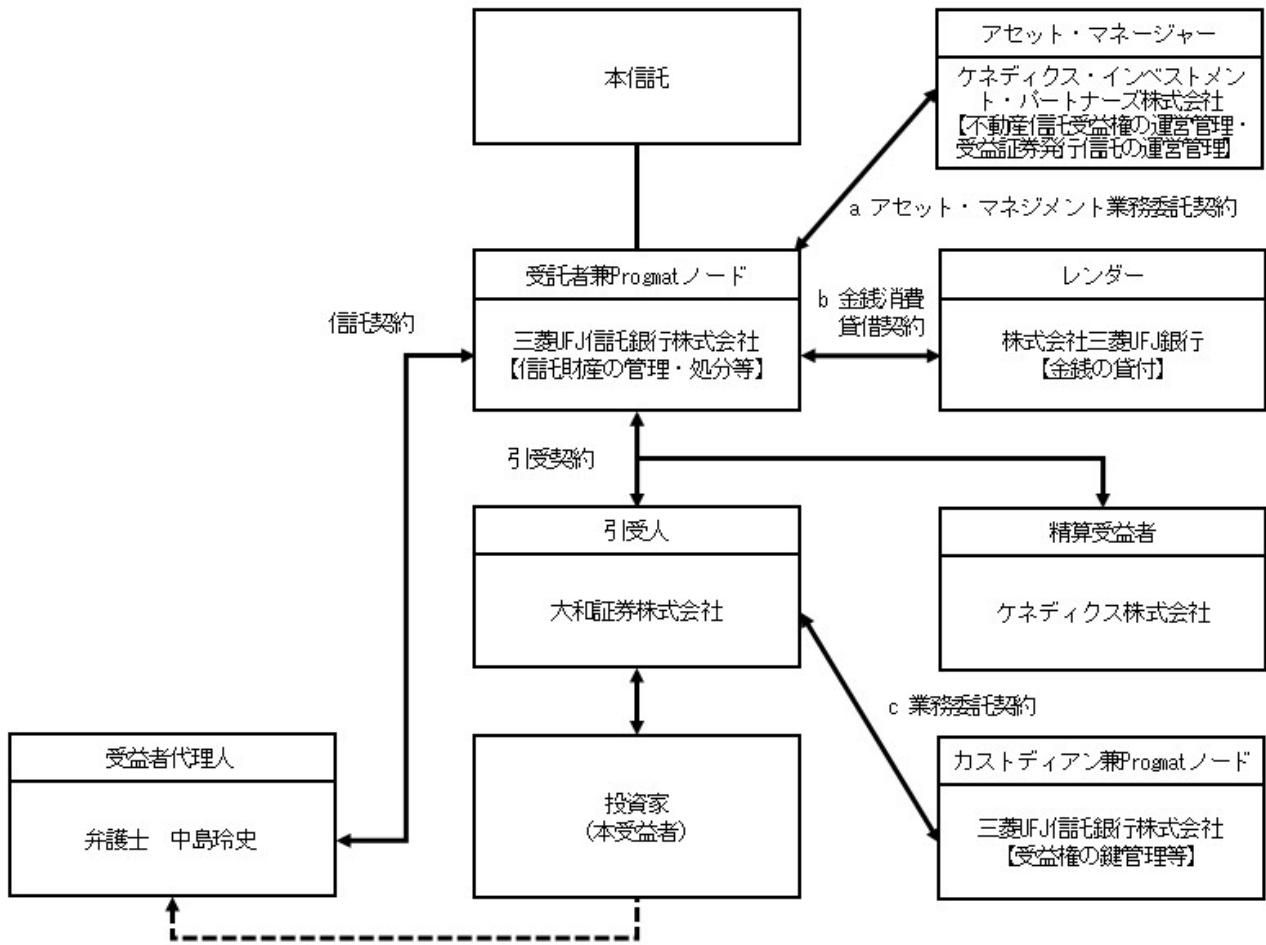 本信託
アセット・マネージャー
ケネディクス・インベストメン
ト・パートナーズ株式会社
【不動産信託受益権の運営管理・
受益証券発行信託の運営管理】
a アセット・マネジメント業務委託契約
受託者兼Progmatノード
三菱UFJ信託銀行株式会社
【信託財産の管理・処分等】
信託契約
b 金銭消費
貸借契約
レンダー
株式会社三菱UFJ銀行
【金銭の貸付】
引受契約
引受人
大和証券株式会社
精算受益者
ケネディクス株式会社
c 業務委託契約
受益者代理人
弁護士　中島玲史
投資家
(本受益者)
カストディアン兼Progmatノード
三菱UFJ信託銀行株式会社
【受益権の鍵管理等】